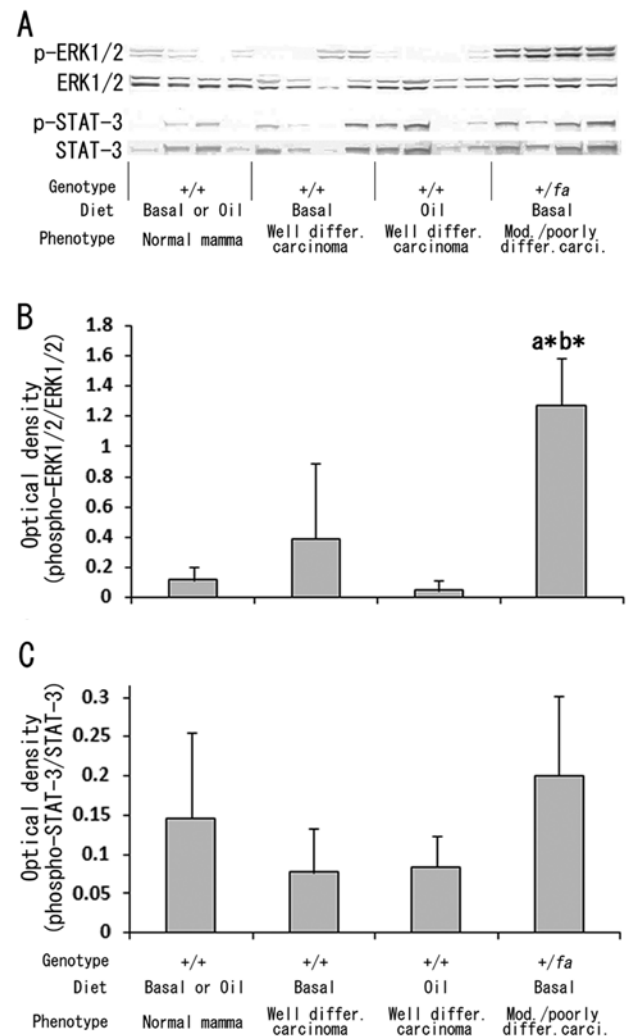 A
p-ERK1/2
ERK1/2
p-STAT-3
STAT-3
Genotype +/+ +/+ +/+ +/fa
Diet Basal or Oil Basal Oil Basal
Phenotype Normal mamma Well differ. carcinoma Well differ. carcinoma Mod./poorly differ.carci.
B
Optical density
(phospho-ERK1/2/ERK1/2)
1.8
1.6
1.4
1.2
1
0.8
0.6
0.4
0.2
0
a*b*
C
Optical density
(phospho-STAT-3/STAT-3)
0.3
0.25
0.2
0.15
0.1
0.05
0
Genotype +/+ +/+ +/+ +/fa
Diet Basal or Oil Basal Oil Basal
Phenotype Normal mamma Well differ. carcinoma Well differ. carcinoma Mod./poorly differ.carci.